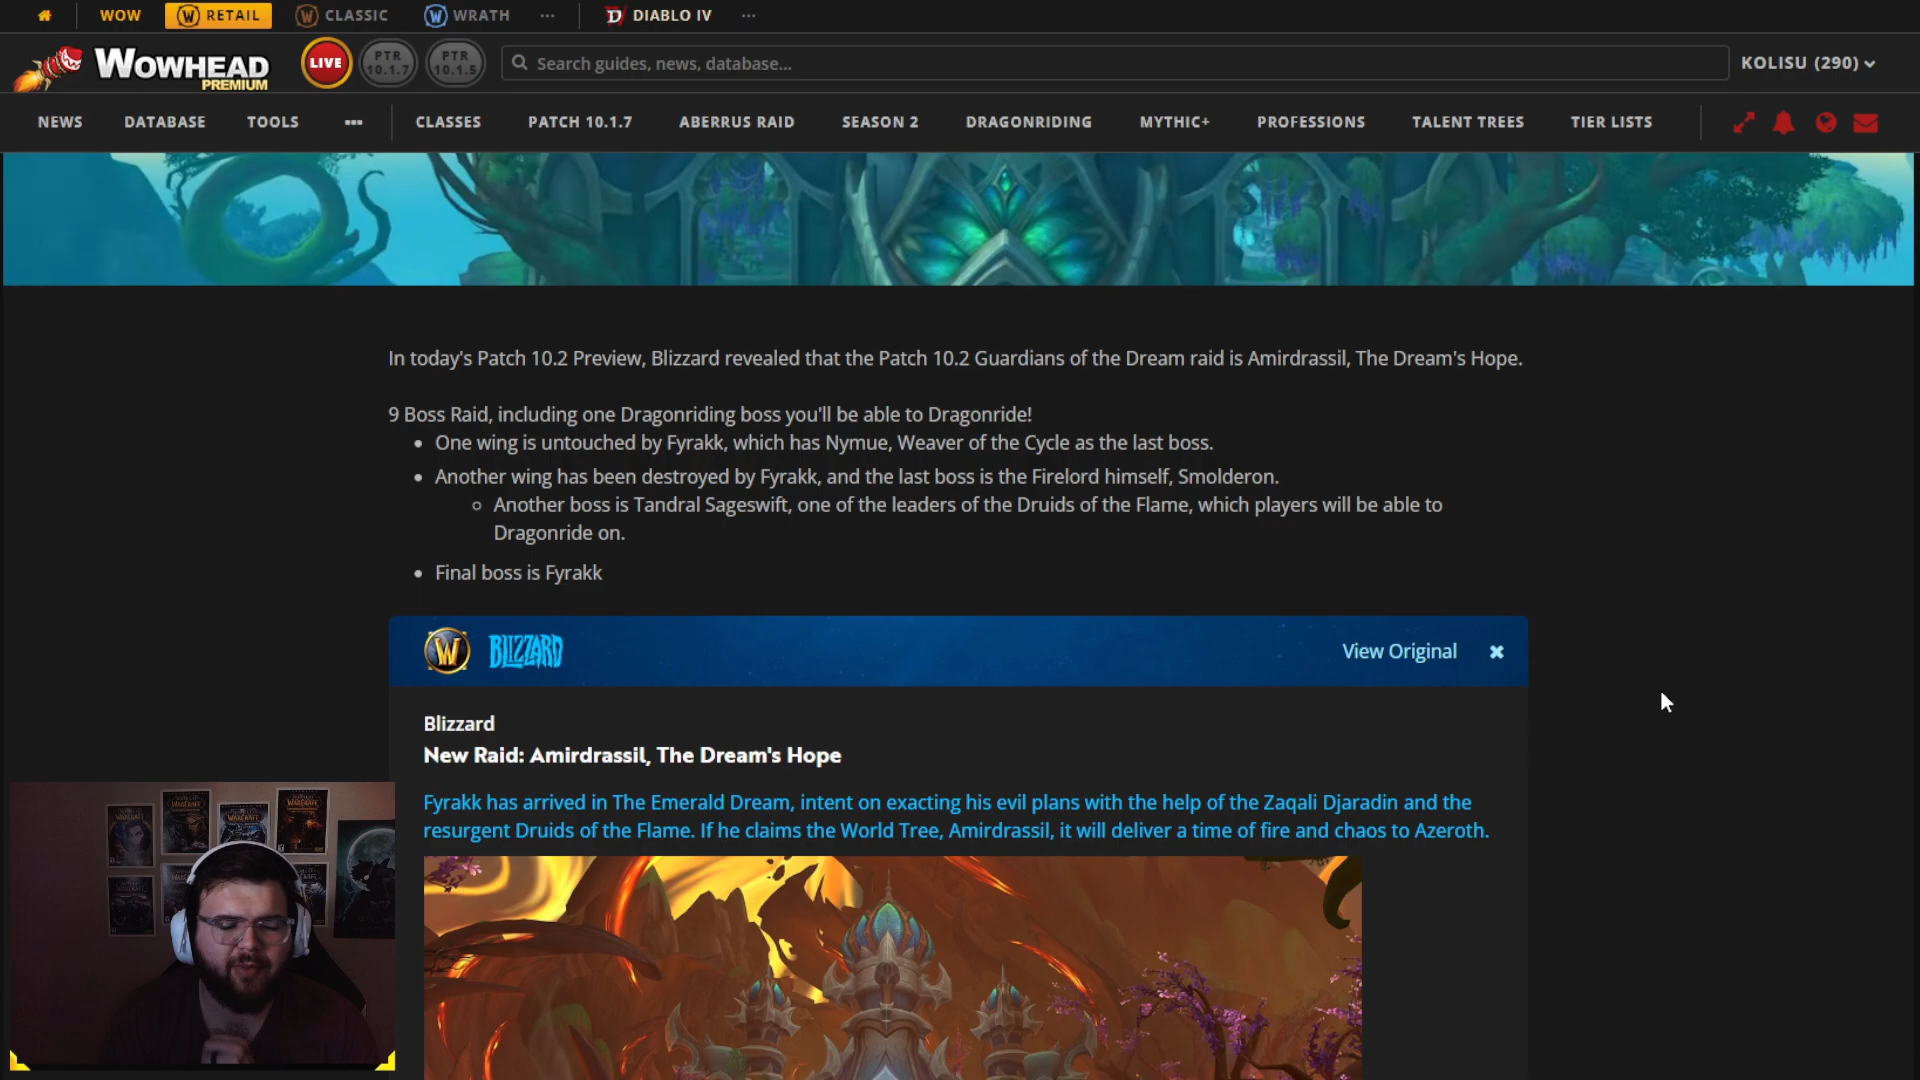 WOW RETAIL CLASSIC WRATH ... DIABLO IV ...
WOWHEAD
PREMIUM
LIVE
PTR
10.1.7
PTR
10.1.5
Search guides, news, database...
KOLISU (290)
NEWS DATABASE TOOLS ... CLASSES PATCH 10.1.7 ABERRUS RAID SEASON 2 DRAGONRIDING MYTHIC+ PROFESSIONS TALENT TREES TIER LISTS
In today's Patch 10.2 Preview, Blizzard revealed that the Patch 10.2 Guardians of the Dream raid is Amirdrassil, The Dream's Hope.
9 Boss Raid, including one Dragonriding boss you'll be able to Dragonride!
• One wing is untouched by Fyrakk, which has Nymue, Weaver of the Cycle as the last boss.
• Another wing has been destroyed by Fyrakk, and the last boss is the Firelord himself, Smolderon.
○ Another boss is Tandral Sageswift, one of the leaders of the Druids of the Flame, which players will be able to
Dragonride on.
• Final boss is Fyrakk
W BLIZZARD View Original ✖
Blizzard
New Raid: Amirdrassil, The Dream's Hope
Fyrakk has arrived in The Emerald Dream, intent on exacting his evil plans with the help of the Zaqali Djaradin and the
resurgent Druids of the Flame. If he claims the World Tree, Amirdrassil, it will deliver a time of fire and chaos to Azeroth.